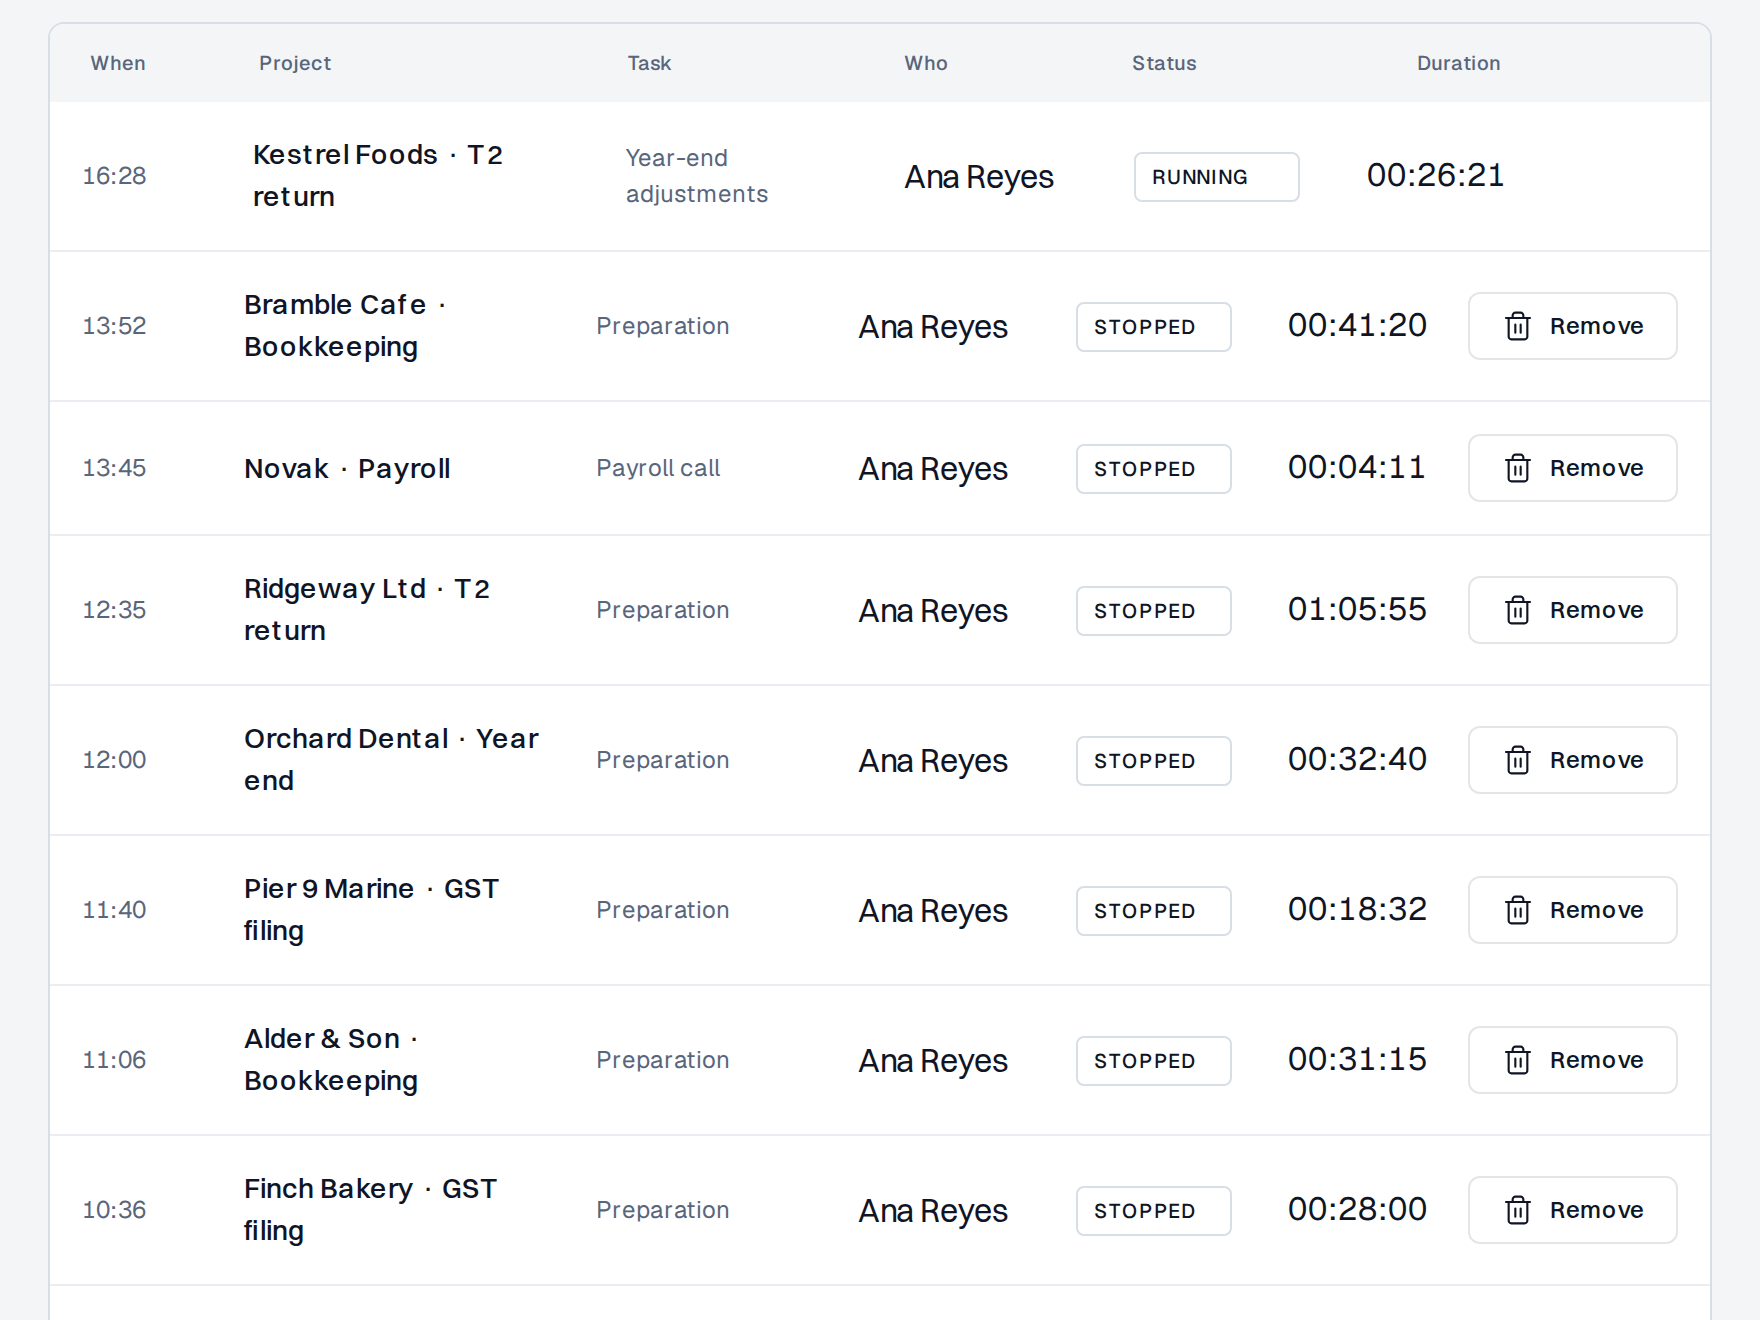 When Project Task Who Status Duration
16:28 Kestrel Foods · T2 return Year-end adjustments Ana Reyes RUNNING 00:26:21
13:52 Bramble Cafe · Bookkeeping Preparation Ana Reyes STOPPED 00:41:20 Remove
13:45 Novak · Payroll Payroll call Ana Reyes STOPPED 00:04:11 Remove
12:35 Ridgeway Ltd · T2 return Preparation Ana Reyes STOPPED 01:05:55 Remove
12:00 Orchard Dental · Year end Preparation Ana Reyes STOPPED 00:32:40 Remove
11:40 Pier 9 Marine · GST filing Preparation Ana Reyes STOPPED 00:18:32 Remove
11:06 Alder & Son · Bookkeeping Preparation Ana Reyes STOPPED 00:31:15 Remove
10:36 Finch Bakery · GST filing Preparation Ana Reyes STOPPED 00:28:00 Remove